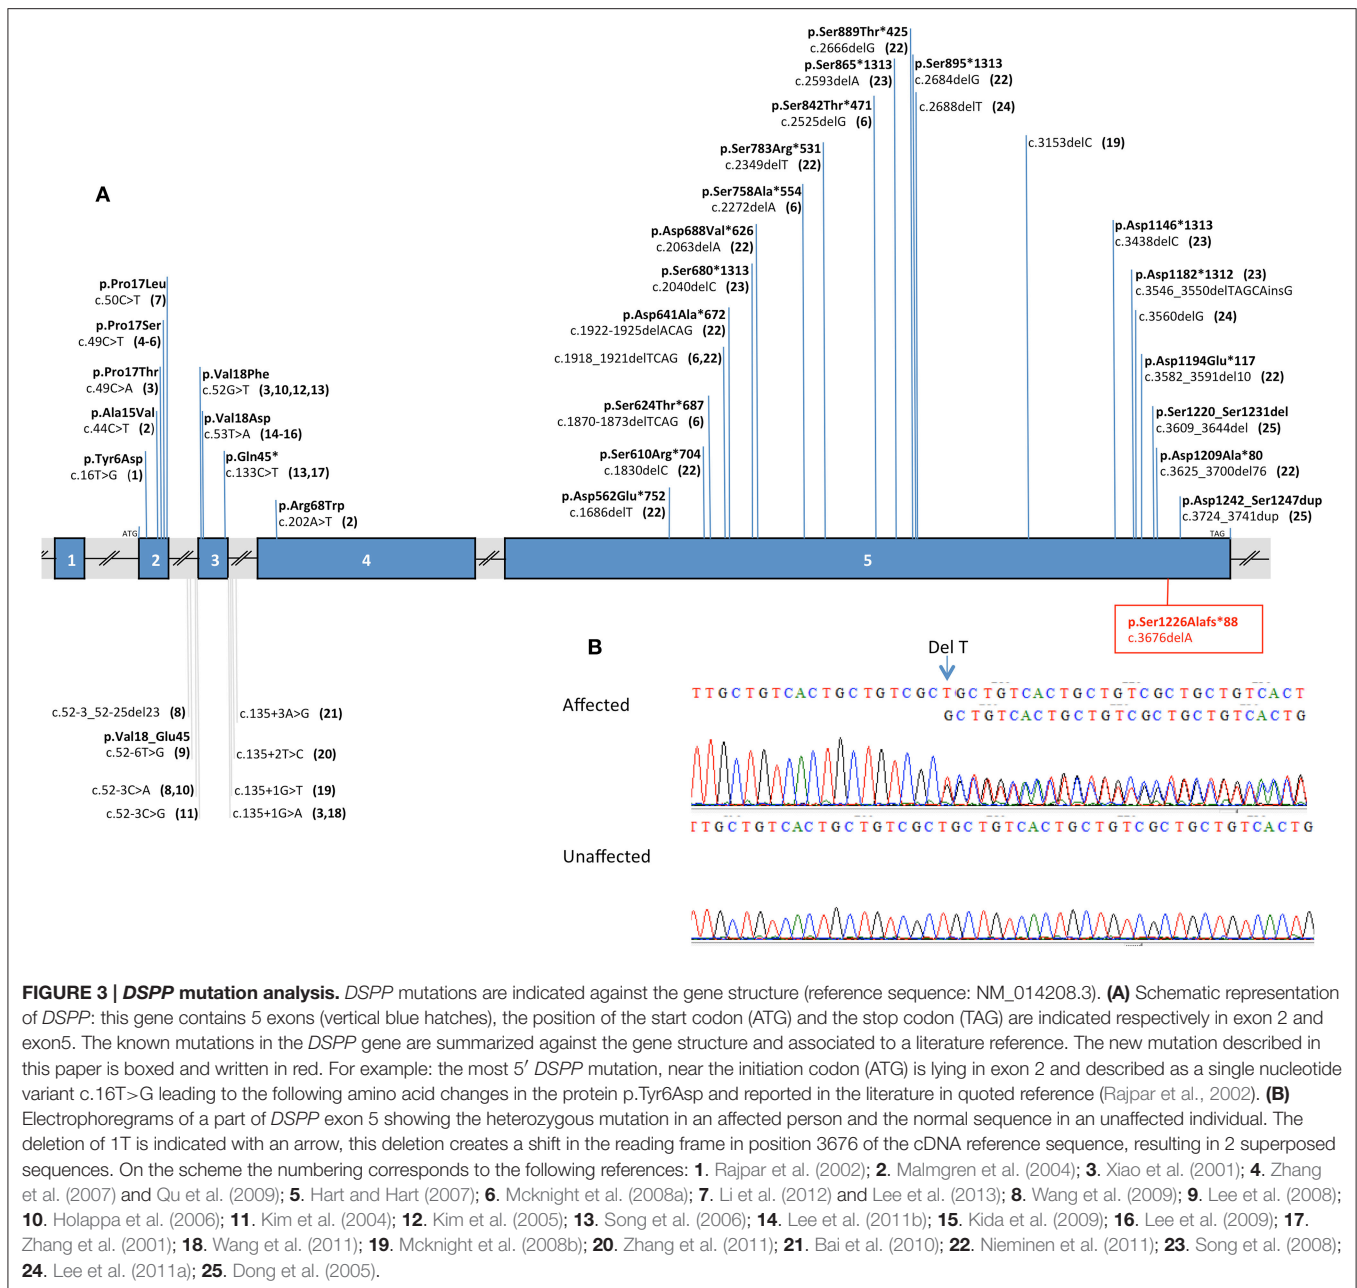 A
p.Ser889Thr*425
c.2666delG (22)
p.Ser865*1313
c.2593delA (23)
p.Ser895*1313
c.2684delG (22)
p.Ser842Thr*471
c.2525delG (6)
c.2688delT (24)
p.Ser783Arg*531
c.2349delT (22)
c.3153delC (19)
p.Ser758Ala*554
c.2272delA (6)
p.Asp688Val*626
c.2063delA (22)
p.Asp1146*1313
c.3438delC (23)
p.Ser680*1313
c.2040delC (23)
p.Asp1182*1312 (23)
c.3546_3550delTAGCAinsG
p.Asp641Ala*672
c.1922-1925delACAG
(22)
c.3560delG (24)
c.1918_1921delTCAG (6,22)
p.Asp1194Glu*117
c.3582_3591del10 (22)
p.Ser624Thr*687
c.1870-1873delTCAG
(6)
p.Ser1220_Ser1231del
c.3609_3644del (25)
p.Ser610Arg*704
c.1830delC (22)
p.Asp1209Ala*80
c.3625_3700del76 (22)
p.Asp562Glu*752
c.1686delT (22)
p.Asp1242_Ser1247dup
c.3724_3741dup (25)
p.Pro17Leu
c.50C>T (7)
p.Pro17Ser
c.49C>T (4-6)
p.Pro17Thr
c.49C>A (3)
p.Val18Phe
c.52G>T (3,10,12,13)
p.Ala15Val
c.44C>T (2)
p.Val18Asp
c.53T>A (14-16)
p.Tyr6Asp
c.16T>G (1)
p.Gln45*
c.133C>T (13,17)
p.Arg68Trp
c.202A>T (2)
ATG
TAG
1 2 3 4 5
p.Ser1226Alafs*88
c.3676delA
c.52-3_52-25del23 (8)
c.135+3A>G (21)
p.Val18_Glu45
c.52-6T>G (9)
c.135+2T>C (20)
c.52-3C>A (8,10)
c.135+1G>T (19)
c.52-3C>G (11)
c.135+1G>A (3,18)
B
Del T
Affected
TTGCTGTCACTGCTGTCGCTGCTGTCACTGCTGTCGCTGCTGTCACT
GCTGTCACTGCTGTCGCTGCTGTCACTG
TTGCTGTCACTGCTGTCGCTGCTGTCACTGCTGTCGCTGCTGTCACTG
Unaffected
FIGURE 3 | DSPP mutation analysis. DSPP mutations are indicated against the gene structure (reference sequence: NM_014208.3). (A) Schematic representation
of DSPP: this gene contains 5 exons (vertical blue hatches), the position of the start codon (ATG) and the stop codon (TAG) are indicated respectively in exon 2 and
exon5. The known mutations in the DSPP gene are summarized against the gene structure and associated to a literature reference. The new mutation described in
this paper is boxed and written in red. For example: the most 5′ DSPP mutation, near the initiation codon (ATG) is lying in exon 2 and described as a single nucleotide
variant c.16T>G leading to the following amino acid changes in the protein p.Tyr6Asp and reported in the literature in quoted reference (Rajpar et al., 2002). (B)
Electrophoregrams of a part of DSPP exon 5 showing the heterozygous mutation in an affected person and the normal sequence in an unaffected individual. The
deletion of 1T is indicated with an arrow, this deletion creates a shift in the reading frame in position 3676 of the cDNA reference sequence, resulting in 2 superposed
sequences. On the scheme the numbering corresponds to the following references: 1. Rajpar et al. (2002); 2. Malmgren et al. (2004); 3. Xiao et al. (2001); 4. Zhang
et al. (2007) and Qu et al. (2009); 5. Hart and Hart (2007); 6. Mcknight et al. (2008a); 7. Li et al. (2012) and Lee et al. (2013); 8. Wang et al. (2009); 9. Lee et al. (2008);
10. Holappa et al. (2006); 11. Kim et al. (2004); 12. Kim et al. (2005); 13. Song et al. (2006); 14. Lee et al. (2011b); 15. Kida et al. (2009); 16. Lee et al. (2009); 17.
Zhang et al. (2001); 18. Wang et al. (2011); 19. Mcknight et al. (2008b); 20. Zhang et al. (2011); 21. Bai et al. (2010); 22. Nieminen et al. (2011); 23. Song et al. (2008);
24. Lee et al. (2011a); 25. Dong et al. (2005).